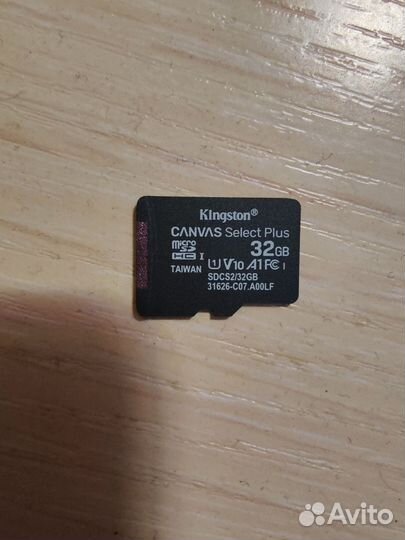 Kingston®
CANVAS Select Plus
micro SD HC I 32GB
TAIWAN U1 V10 A1 FC I
SDCS2/32GB
31626-C07.A00LF
Avito